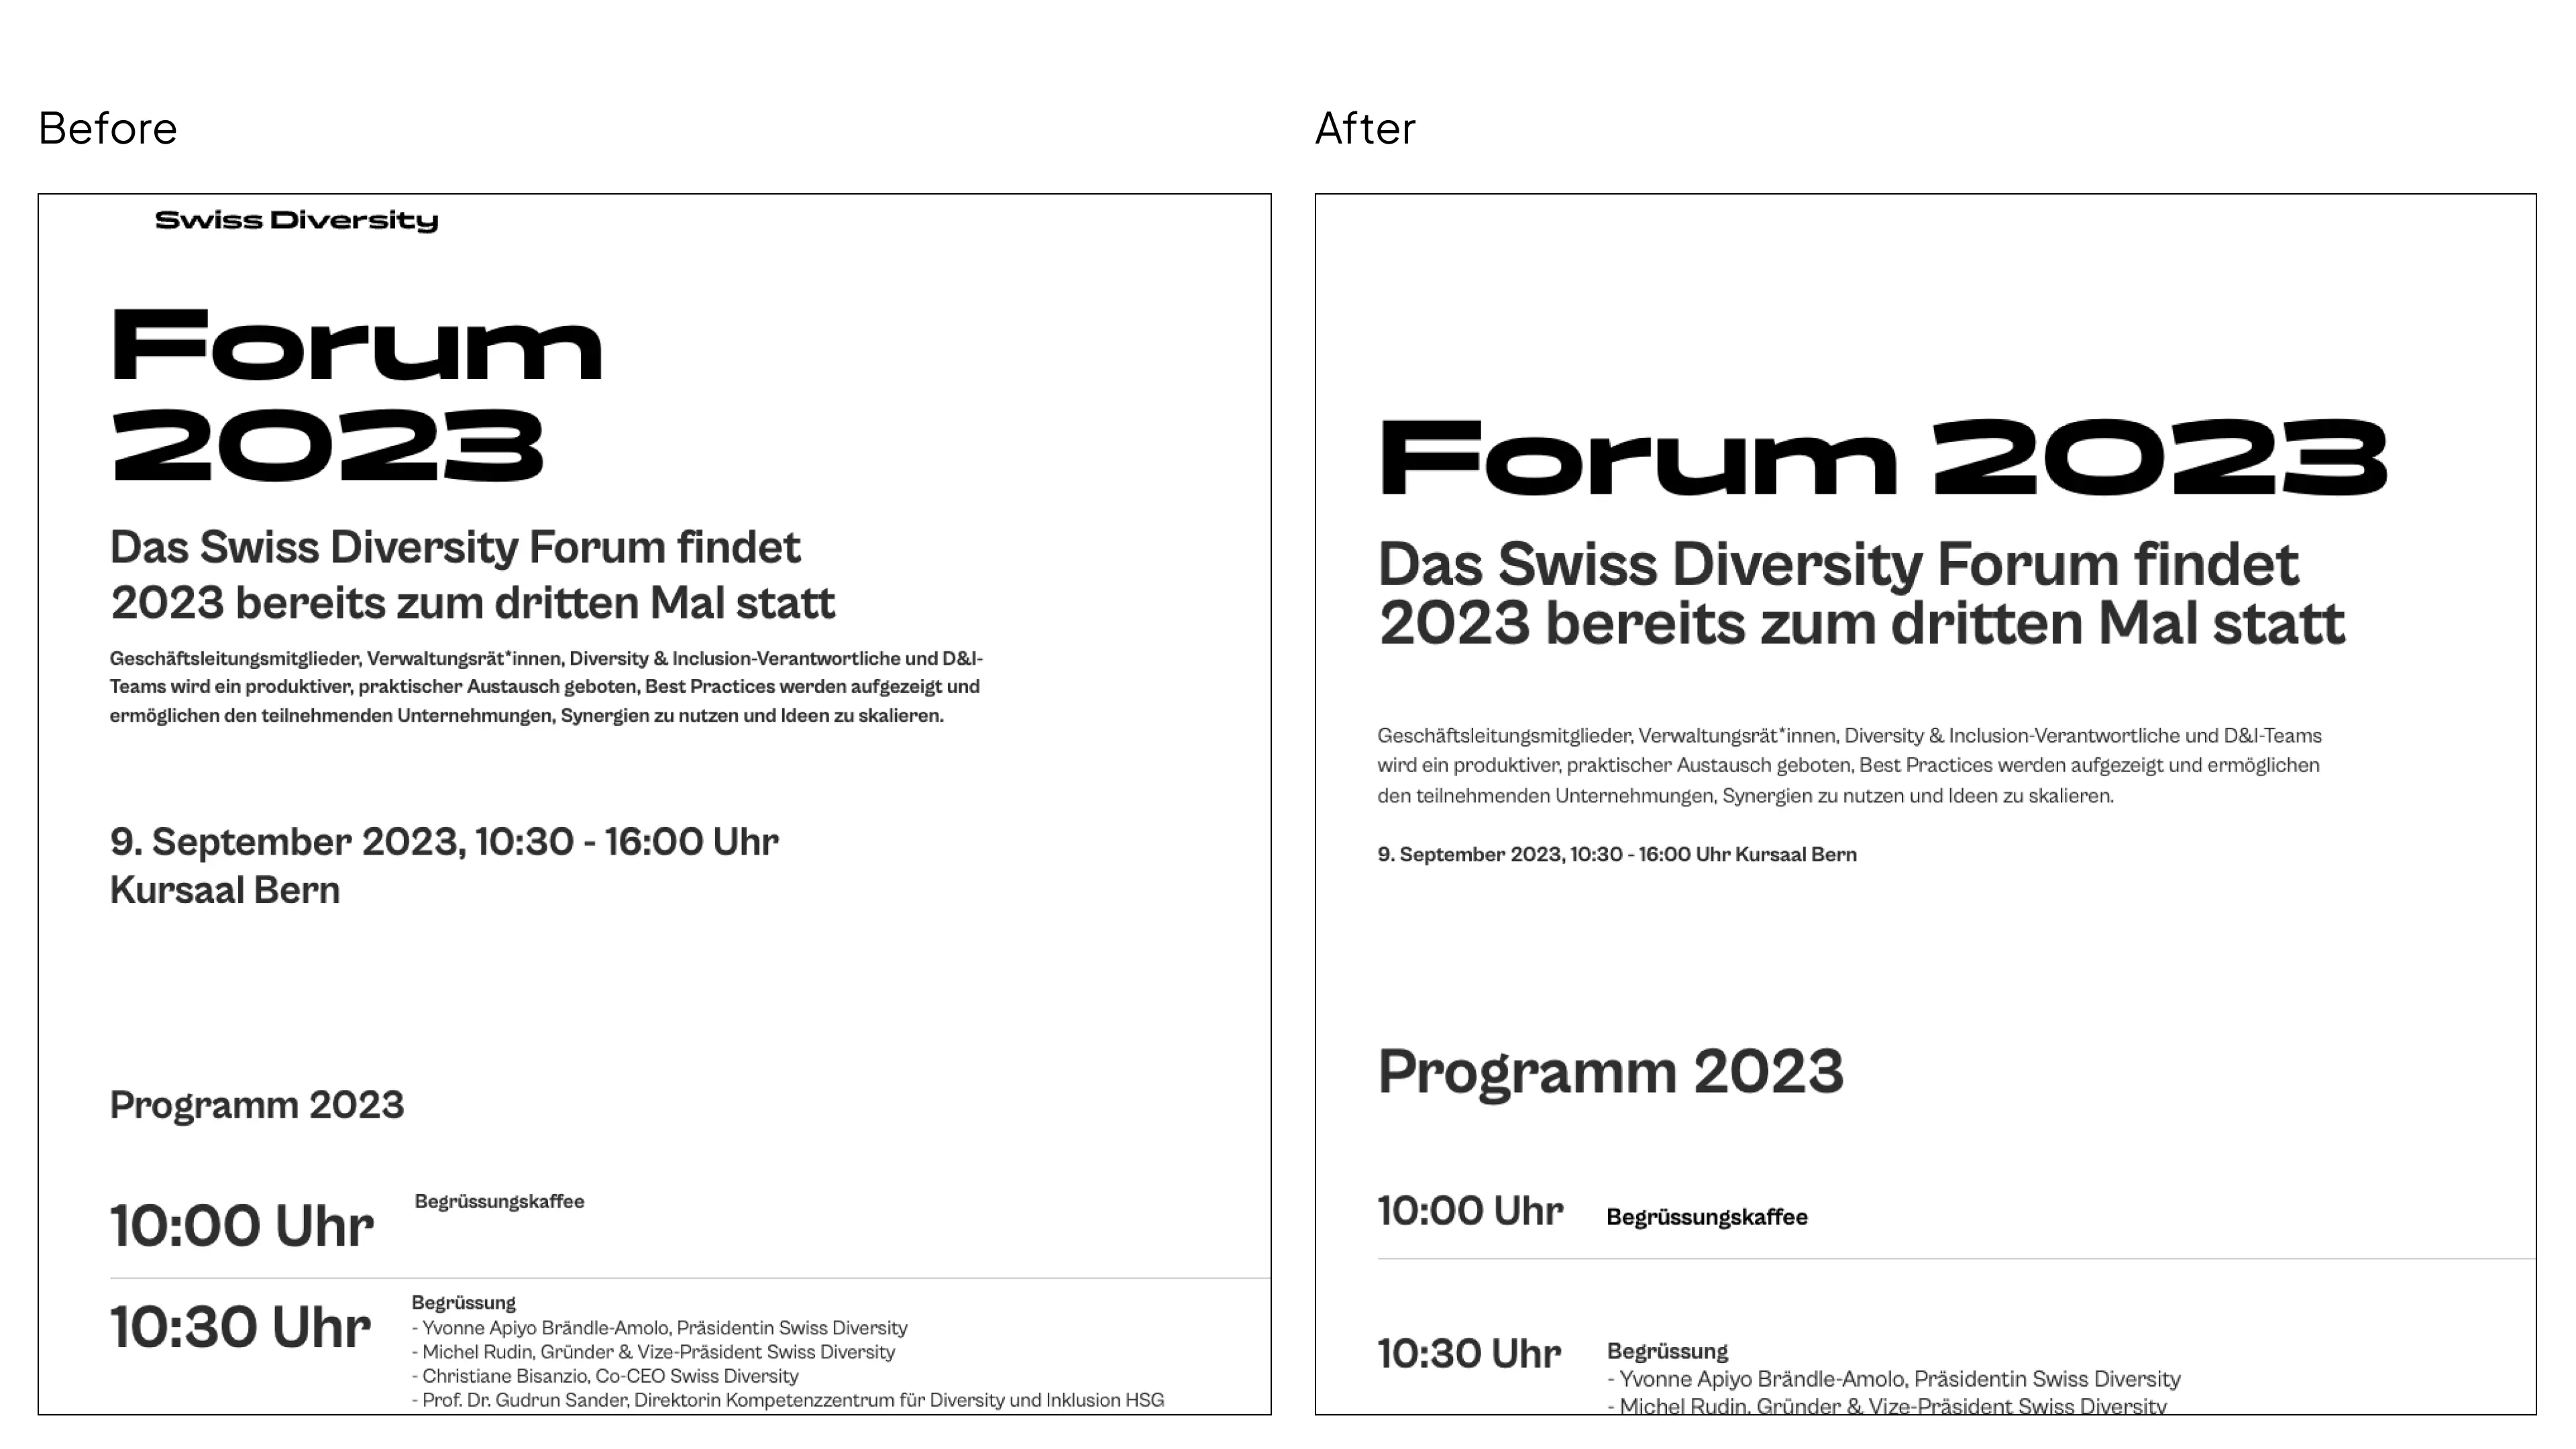 Before
Swiss Diversity
Forum
2023
Das Swiss Diversity Forum findet
2023 bereits zum dritten Mal statt
Geschäftsleitungsmitglieder, Verwaltungsrät*innen, Diversity & Inclusion-Verantwortliche und D&I-
Teams wird ein produktiver, praktischer Austausch geboten, Best Practices werden aufgezeigt und
ermöglichen den teilnehmenden Unternehmungen, Synergien zu nutzen und Ideen zu skalieren.
9. September 2023, 10:30 - 16:00 Uhr
Kursaal Bern
Programm 2023
10:00 Uhr
Begrüssungskaffee
10:30 Uhr
Begrüssung
- Yvonne Apiyo Brändle-Amolo, Präsidentin Swiss Diversity
- Michel Rudin, Gründer & Vize-Präsident Swiss Diversity
- Christiane Bisanzio, Co-CEO Swiss Diversity
- Prof. Dr. Gudrun Sander, Direktorin Kompetenzzentrum für Diversity und Inklusion HSG
After
Forum 2023
Das Swiss Diversity Forum findet
2023 bereits zum dritten Mal statt
Geschäftsleitungsmitglieder, Verwaltungsrät*innen, Diversity & Inclusion-Verantwortliche und D&I-Teams
wird ein produktiver, praktischer Austausch geboten, Best Practices werden aufgezeigt und ermöglichen
den teilnehmenden Unternehmungen, Synergien zu nutzen und Ideen zu skalieren.
9. September 2023, 10:30 - 16:00 Uhr Kursaal Bern
Programm 2023
10:00 Uhr
Begrüssungskaffee
10:30 Uhr
Begrüssung
- Yvonne Apiyo Brändle-Amolo, Präsidentin Swiss Diversity
- Michel Rudin, Gründer & Vize-Präsident Swiss Diversity